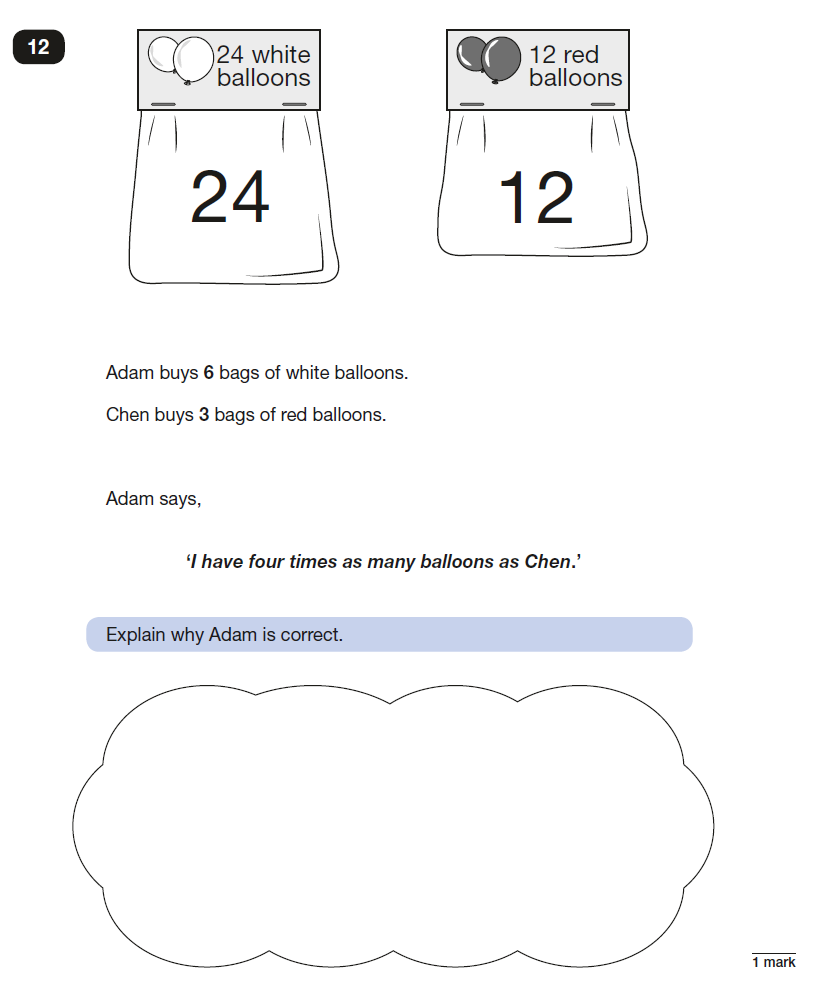 12
24 white
balloons
12 red
balloons
24
12
Adam buys 6 bags of white balloons.
Chen buys 3 bags of red balloons.
Adam says,
‘I have four times as many balloons as Chen.’
Explain why Adam is correct.
1 mark